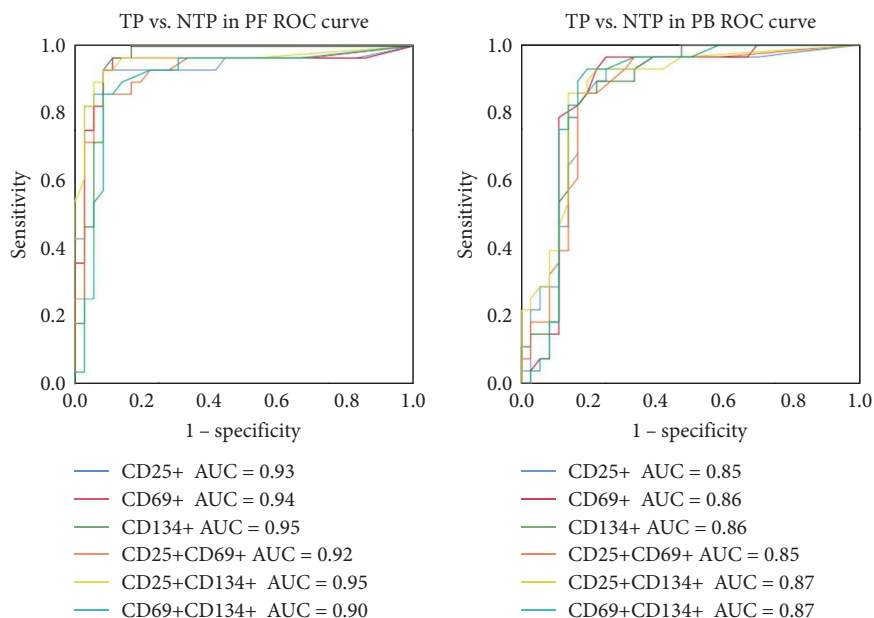 TP vs. NTP in PF ROC curve
1.0
0.8
0.6
0.4
0.2
0.0
Sensitivity
0.0 0.2 0.4 0.6 0.8 1.0
1 – specificity
CD25+ AUC = 0.93
CD69+ AUC = 0.94
CD134+ AUC = 0.95
CD25+CD69+ AUC = 0.92
CD25+CD134+ AUC = 0.95
CD69+CD134+ AUC = 0.90
TP vs. NTP in PB ROC curve
1.0
0.8
0.6
0.4
0.2
0.0
Sensitivity
0.0 0.2 0.4 0.6 0.8 1.0
1 – specificity
CD25+ AUC = 0.85
CD69+ AUC = 0.86
CD134+ AUC = 0.86
CD25+CD69+ AUC = 0.85
CD25+CD134+ AUC = 0.87
CD69+CD134+ AUC = 0.87